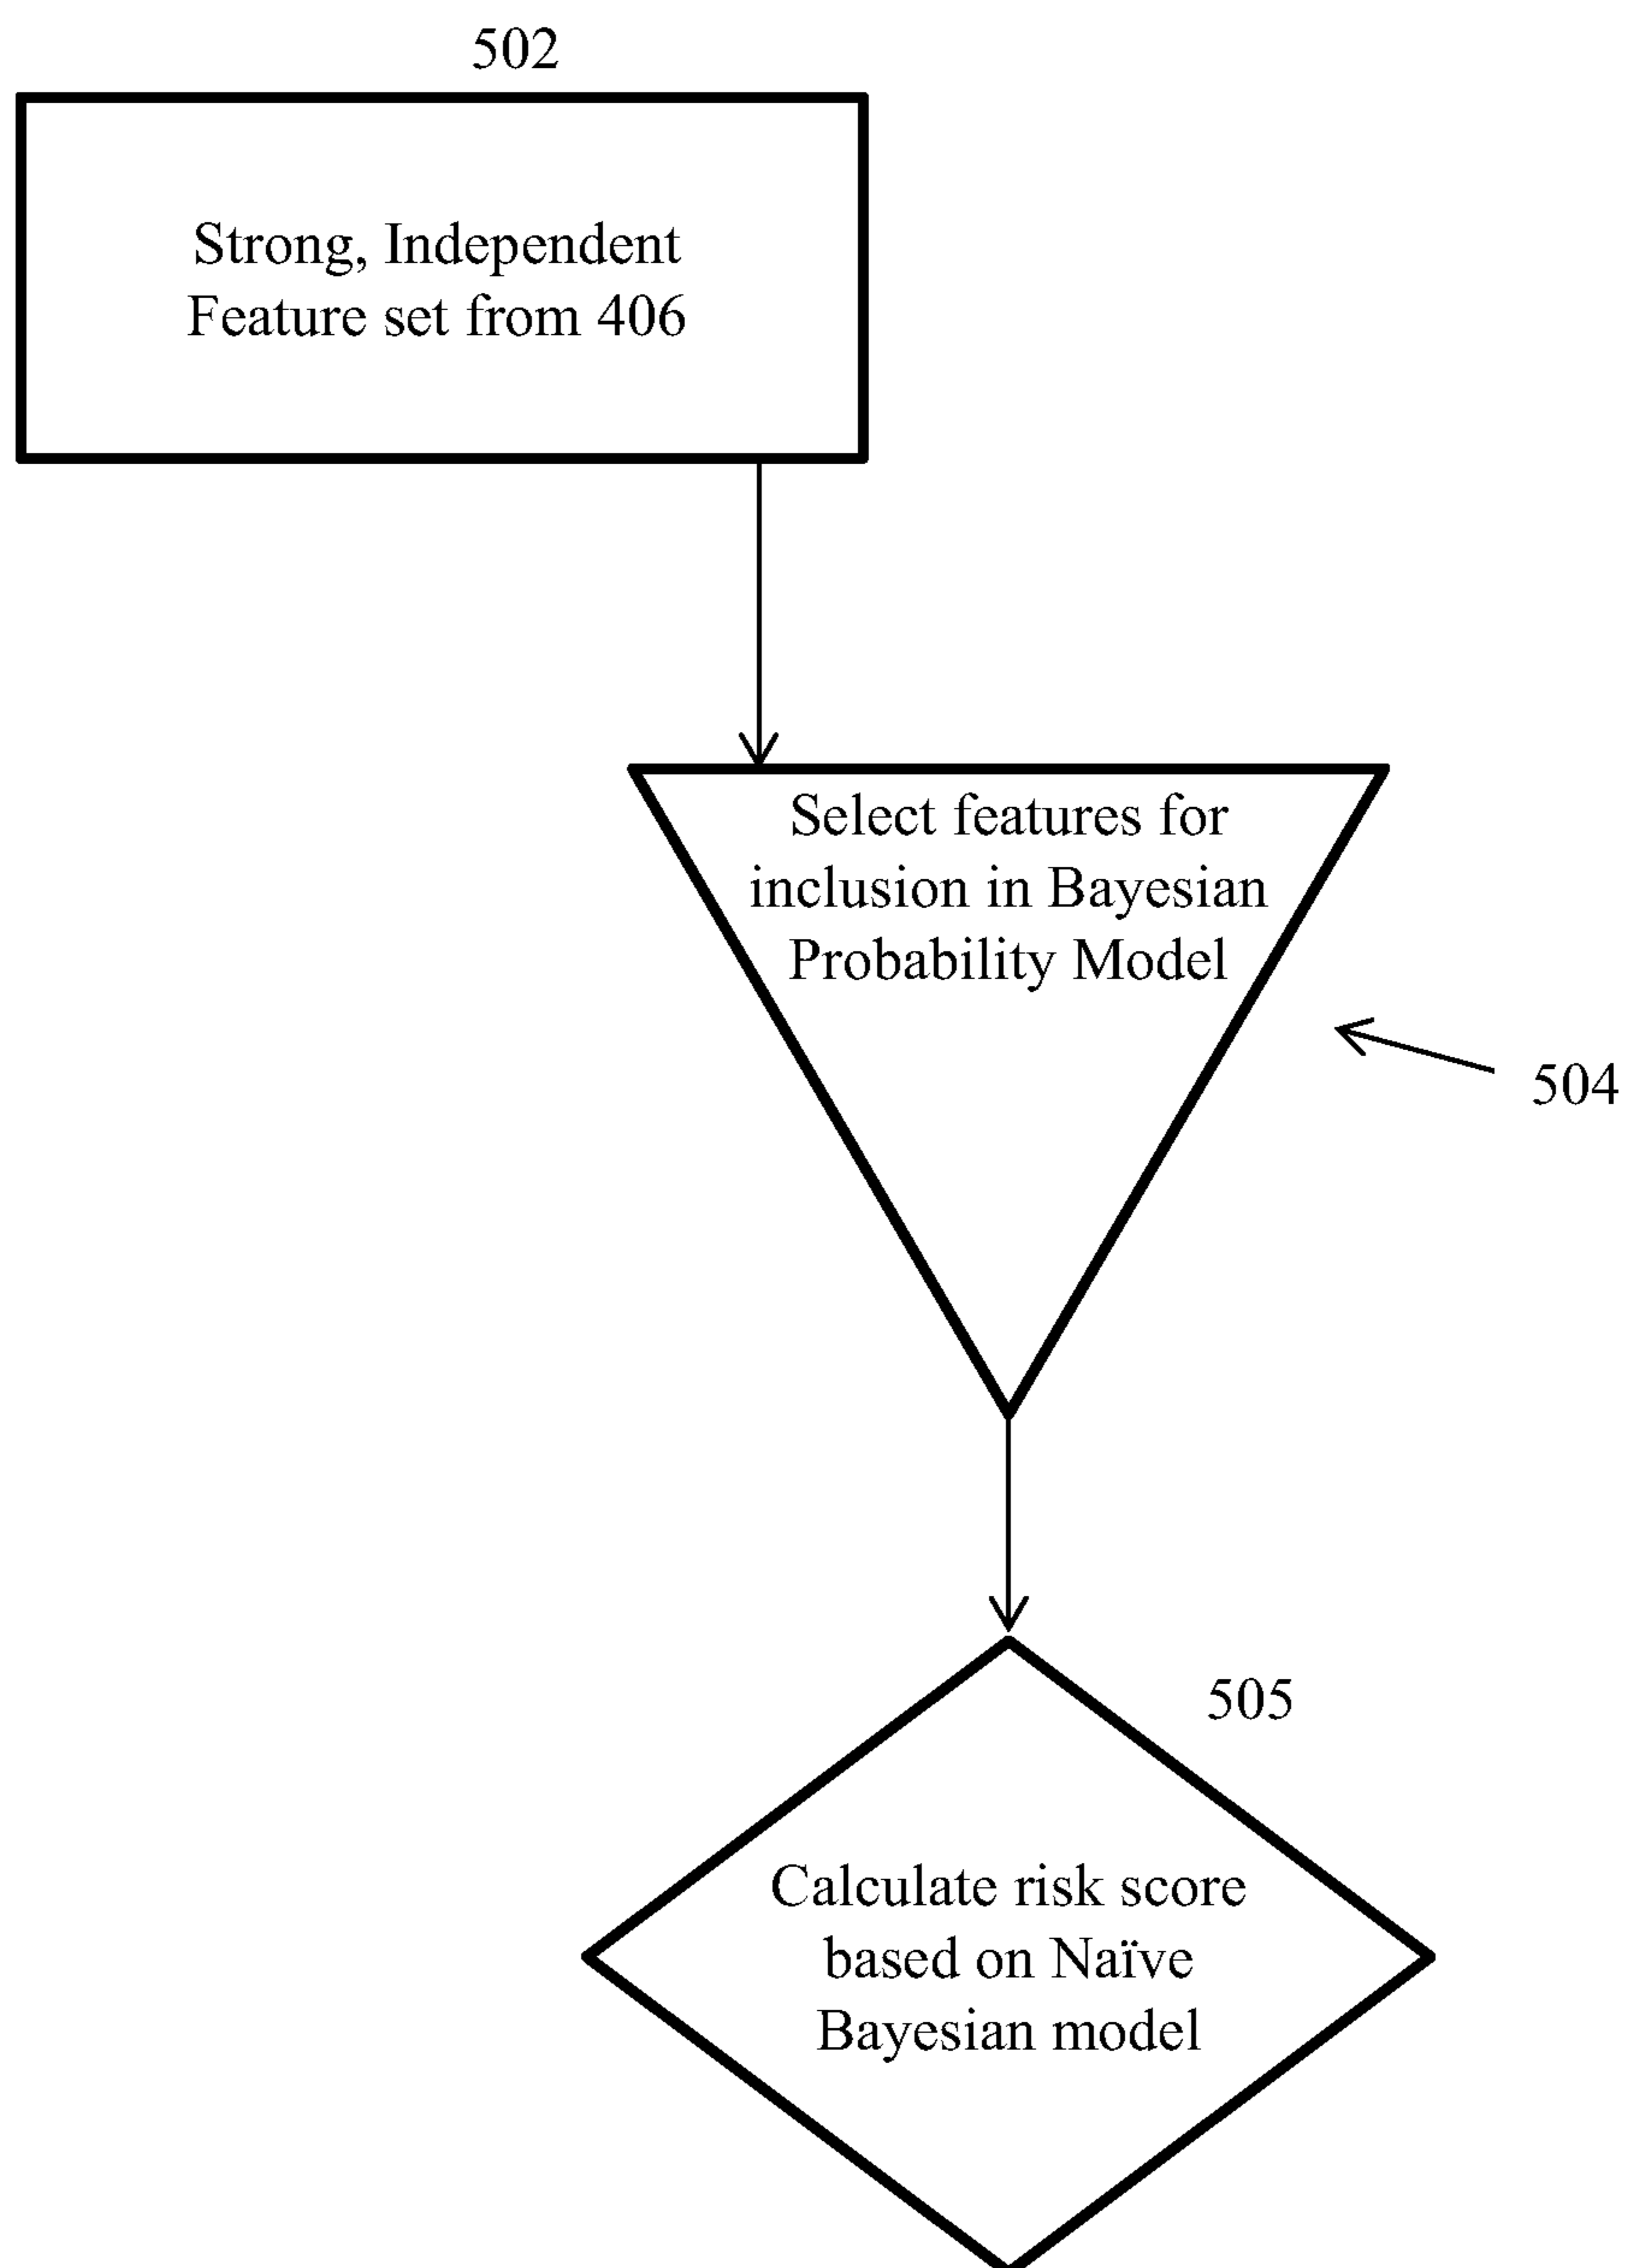 502
Strong, Independent
Feature set from 406
Select features for
inclusion in Bayesian
Probability Model
504
505
Calculate risk score
based on Naïve
Bayesian model